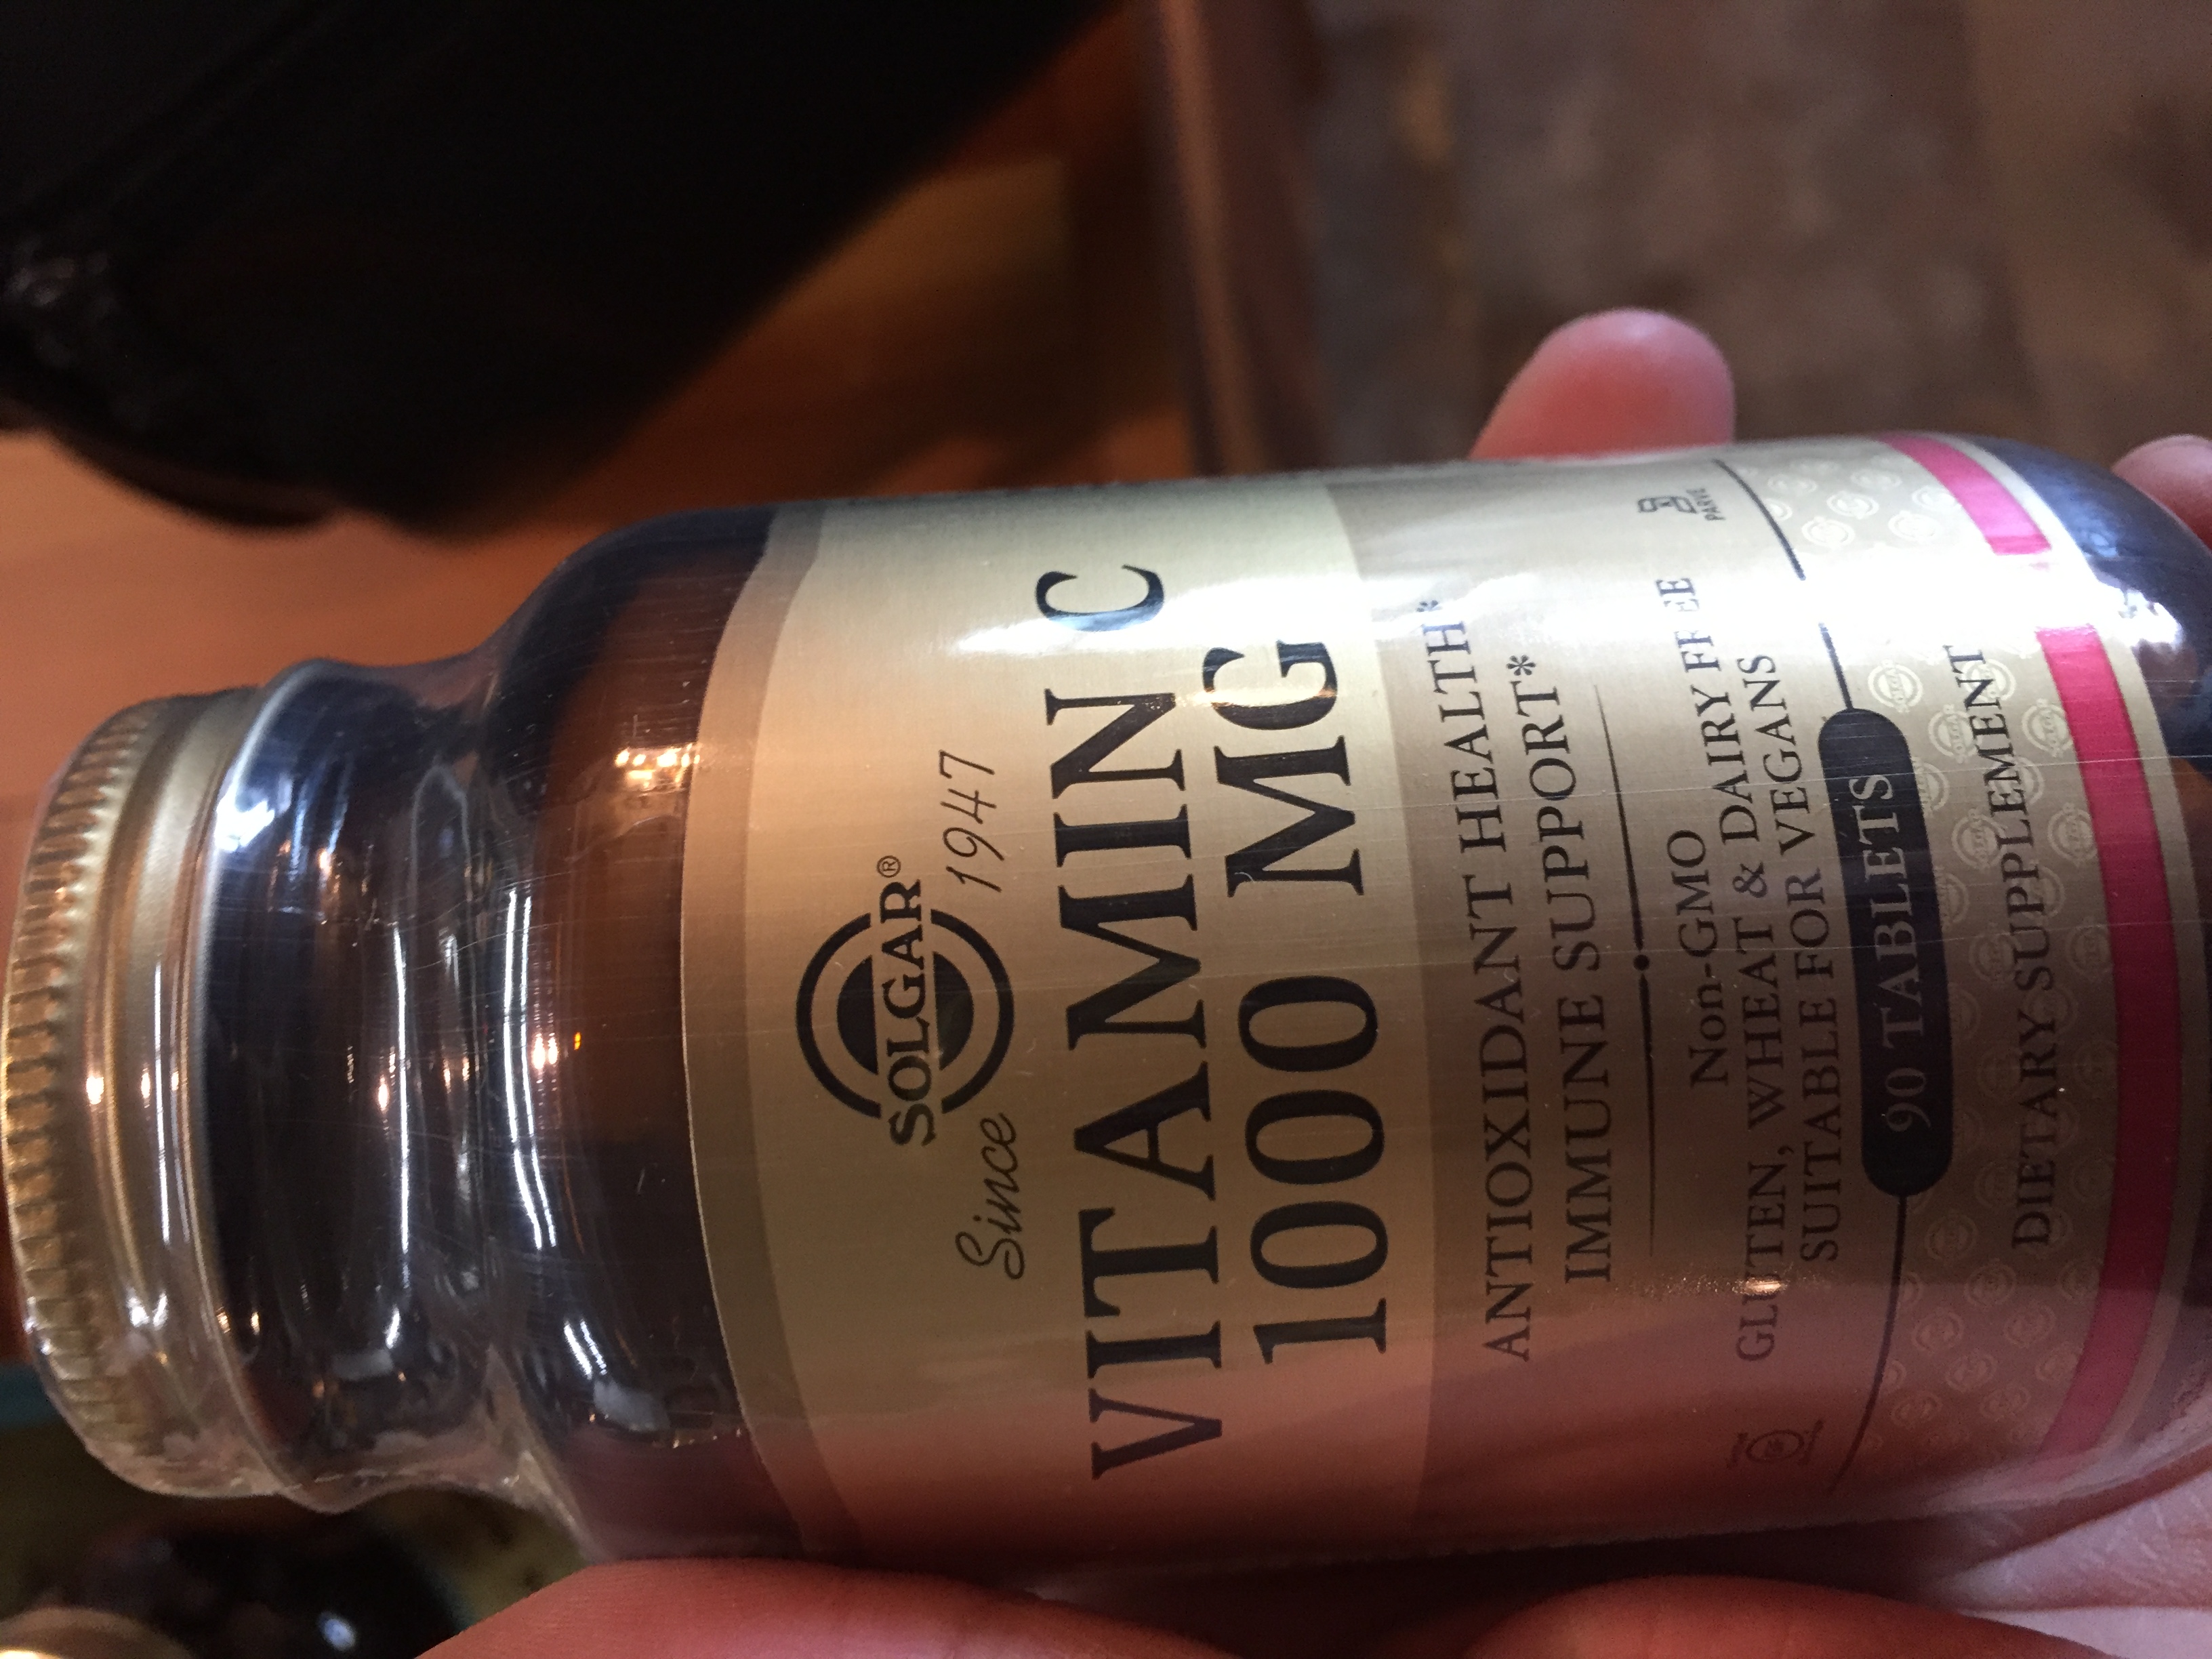 SOLGAR®
Since 1947
VITAMIN C
1000 MG
ANTIOXIDANT HEALTH*
IMMUNE SUPPORT*
Non-GMO
GLUTEN, WHEAT & DAIRY FREE
SUITABLE FOR VEGANS
PARVE
90 TABLETS
DIETARY SUPPLEMENT